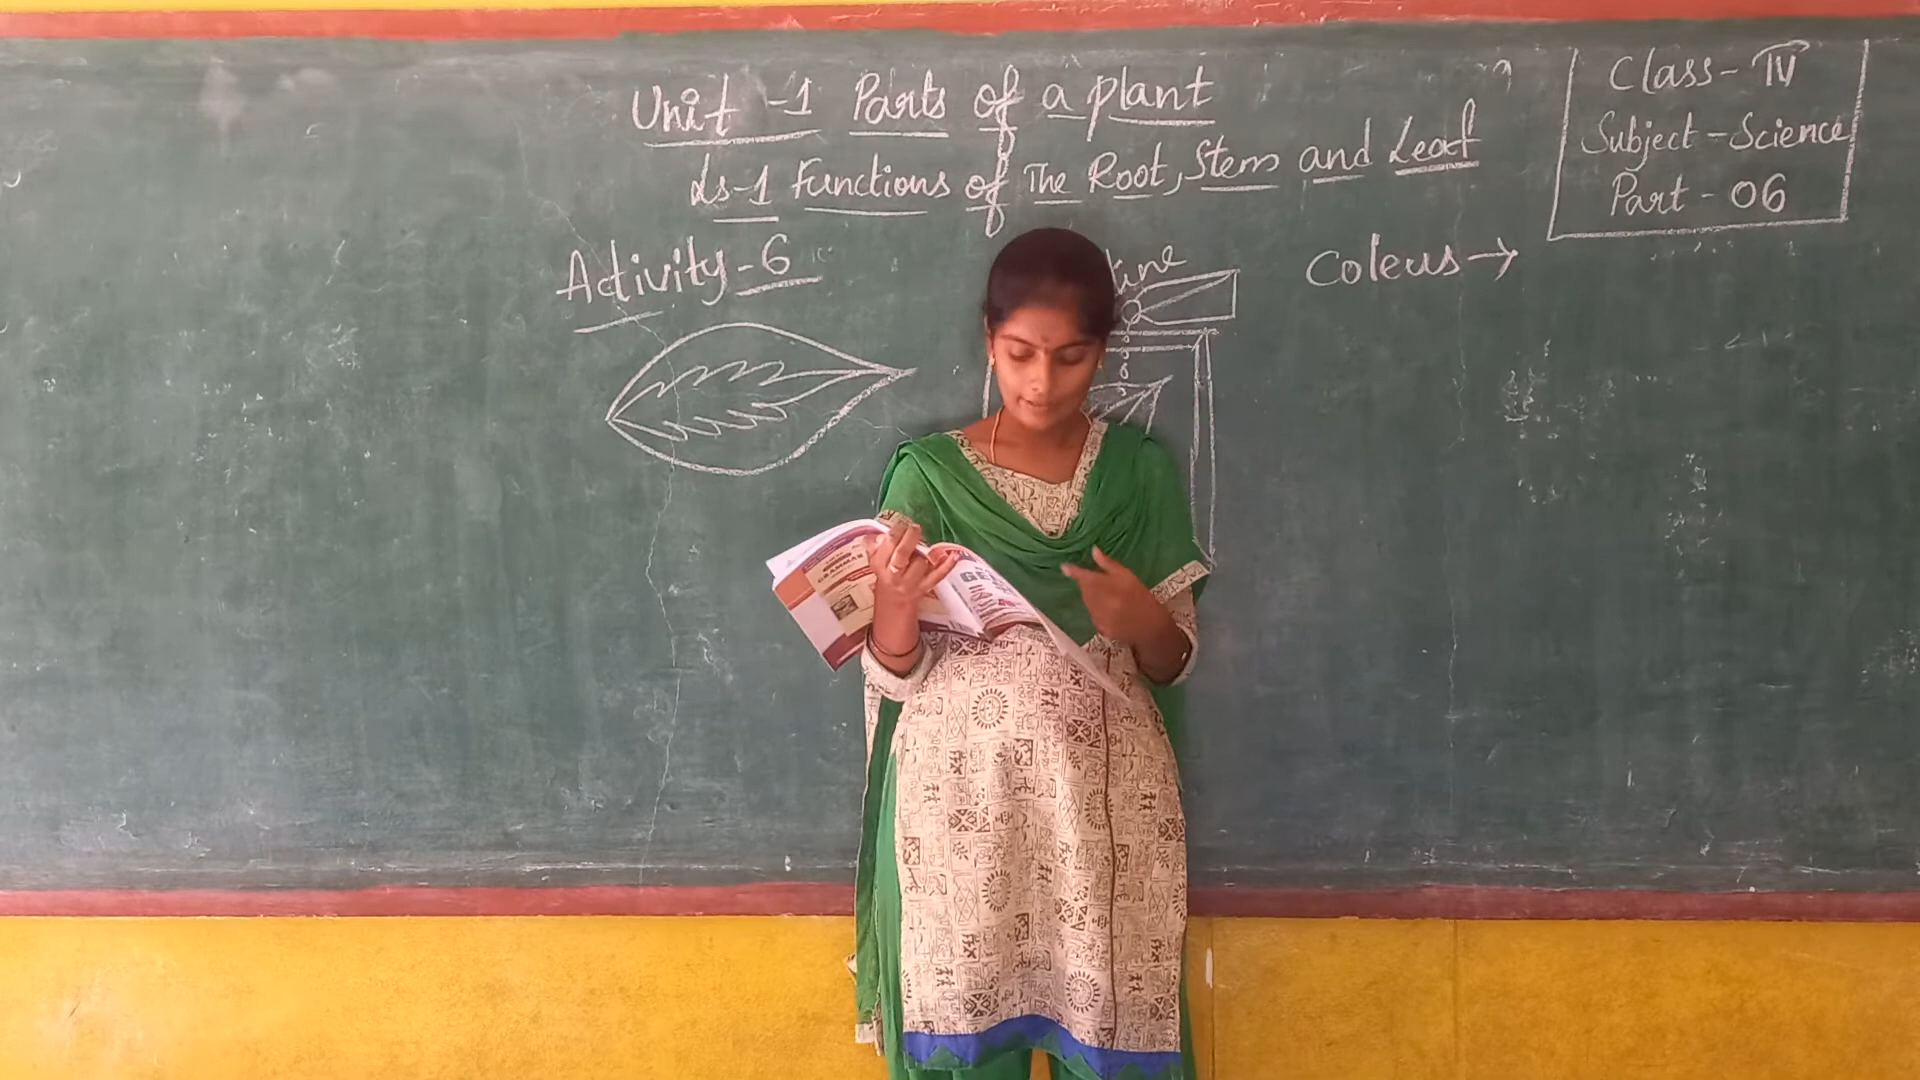 Unit -1 Parts of a plant
Ls-1 Functions of The Root, Stem and Leaf
Class- IV
Subject - Science
Part - 06
Activity-6
Coleus →
GRAMMAR